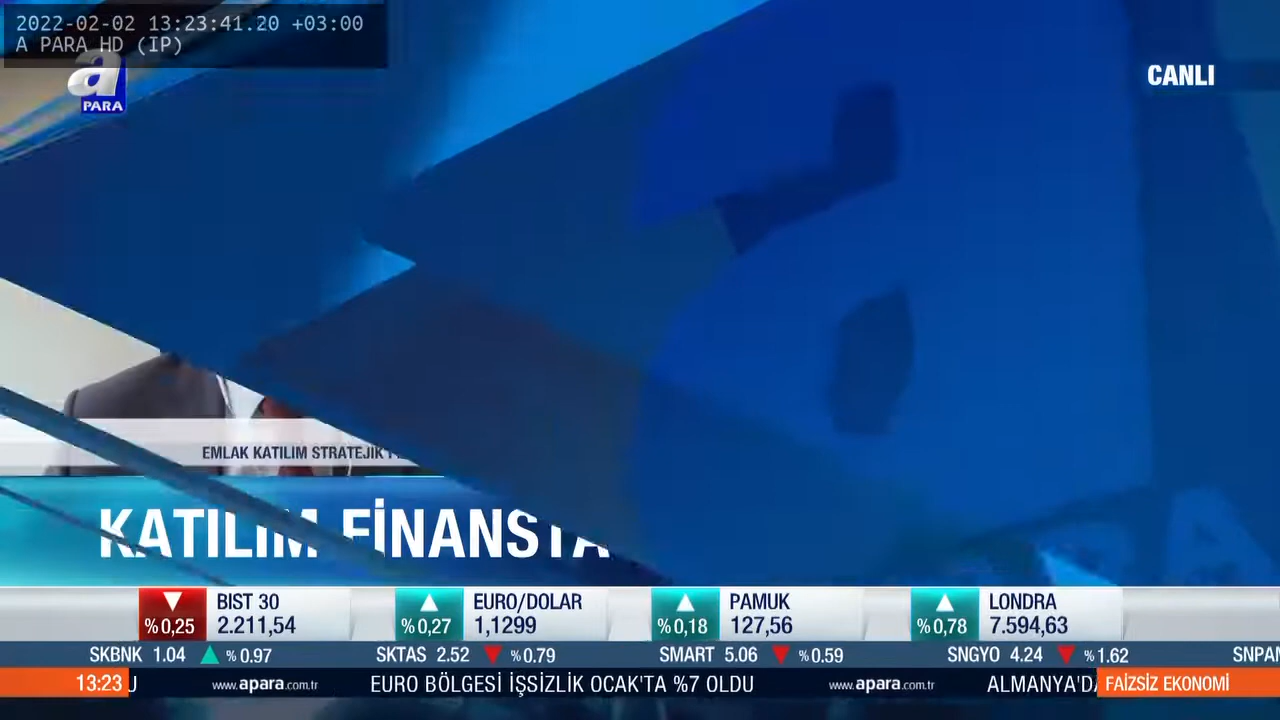 2022-02-02 13:23:41.20 +03:00
A PARA HD (IP)
a
PARA
CANLI
EMLAK KATILIM STRATEJİK
KATILIM FİNANSTA
BIST 30
%0,25 2.211,54
EURO/DOLAR
%0,27 1,1299
PAMUK
%0,18 127,56
LONDRA
%0,78 7.594,63
SKBNK 1.04 %0.97 SKTAS 2.52 %0.79 SMART 5.06 %0.59 SNGYO 4.24 %1.62 SNPA
13:23 www.apara.com.tr EURO BÖLGESİ İŞSİZLİK OCAK'TA %7 OLDU www.apara.com.tr ALMANYA'DA FAİZSİZ EKONOMİ